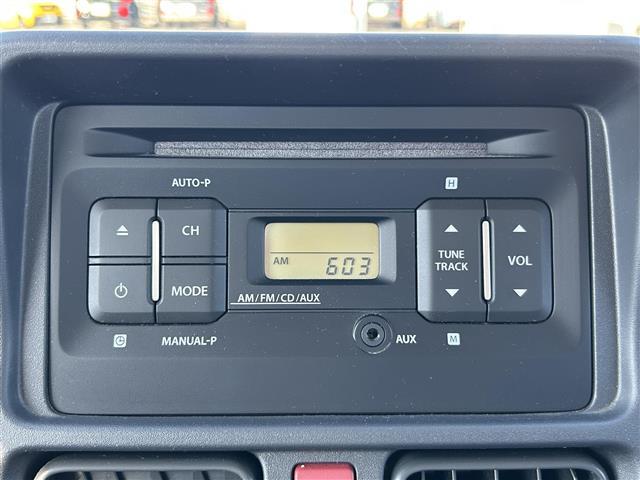 AUTO-P
H
CH
TUNE
TRACK
VOL
AM 603
MODE
AM/FM/CD/AUX
MANUAL-P
AUX
M